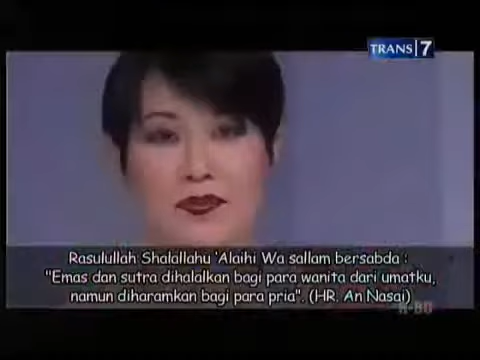 TRANS 7
Rasulullah Shalallahu 'Alaihi Wa sallam bersabda :
"Emas dan sutra dihalalkan bagi para wanita dari umatku,
namun diharamkan bagi para pria". (HR. An Nasai)